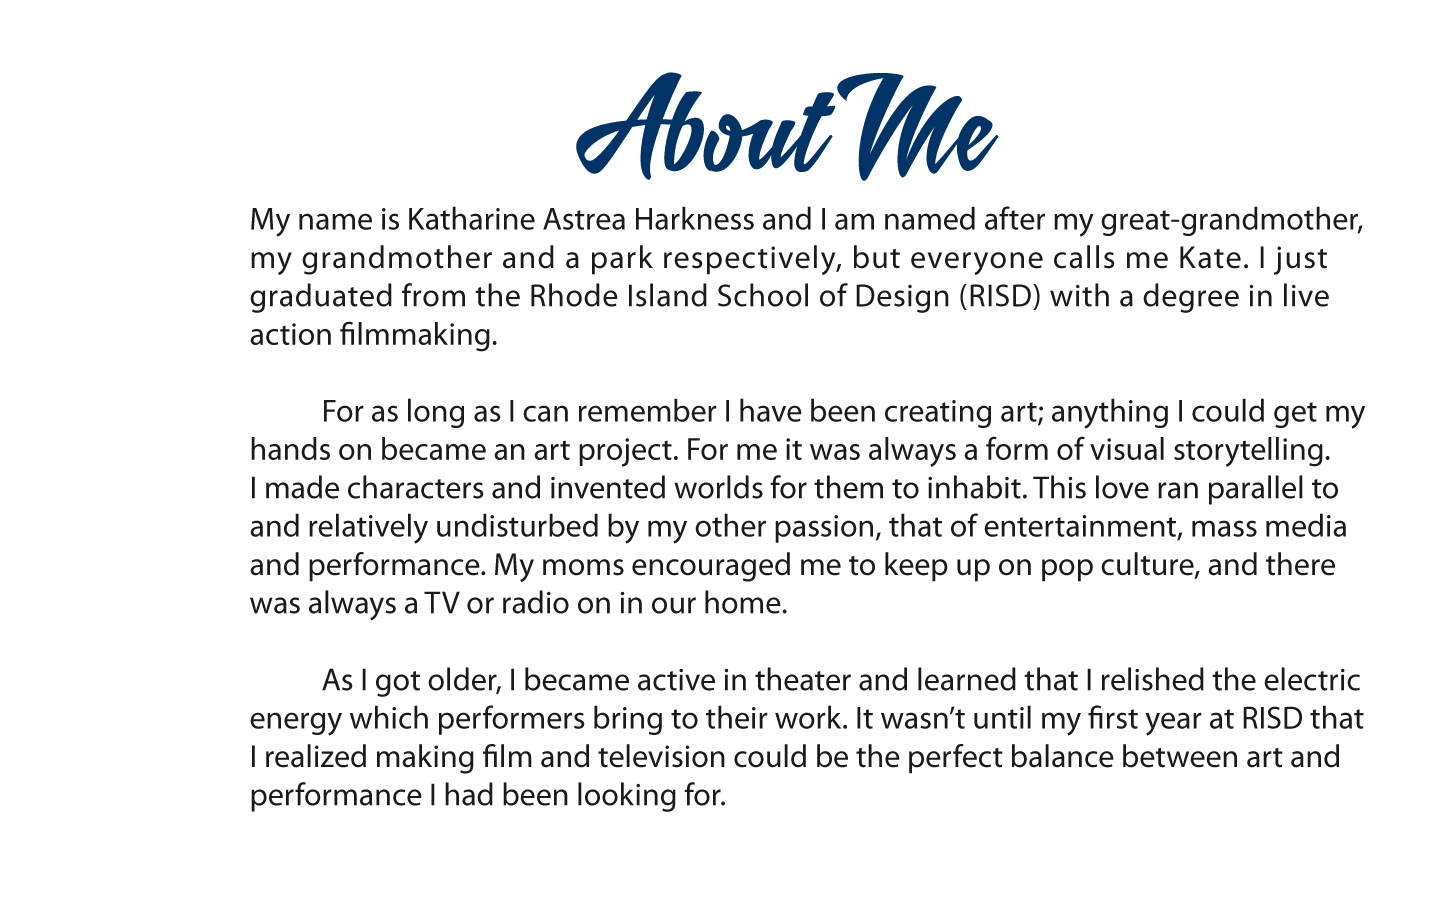 About Me
My name is Katharine Astrea Harkness and I am named after my great-grandmother,
my grandmother and a park respectively, but everyone calls me Kate. I just
graduated from the Rhode Island School of Design (RISD) with a degree in live
action filmmaking.
For as long as I can remember I have been creating art; anything I could get my
hands on became an art project. For me it was always a form of visual storytelling.
I made characters and invented worlds for them to inhabit. This love ran parallel to
and relatively undisturbed by my other passion, that of entertainment, mass media
and performance. My moms encouraged me to keep up on pop culture, and there
was always a TV or radio on in our home.
As I got older, I became active in theater and learned that I relished the electric
energy which performers bring to their work. It wasn’t until my first year at RISD that
I realized making film and television could be the perfect balance between art and
performance I had been looking for.